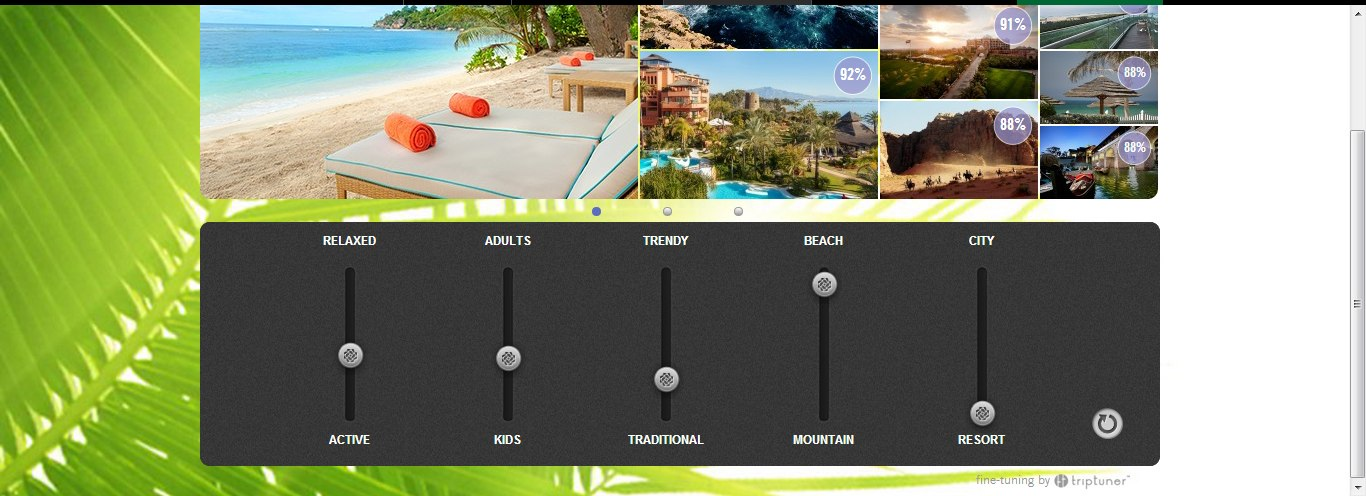 91%
92%
88%
88%
88%
RELAXED ADULTS TRENDY BEACH CITY
ACTIVE KIDS TRADITIONAL MOUNTAIN RESORT
fine-tuning by triptuner